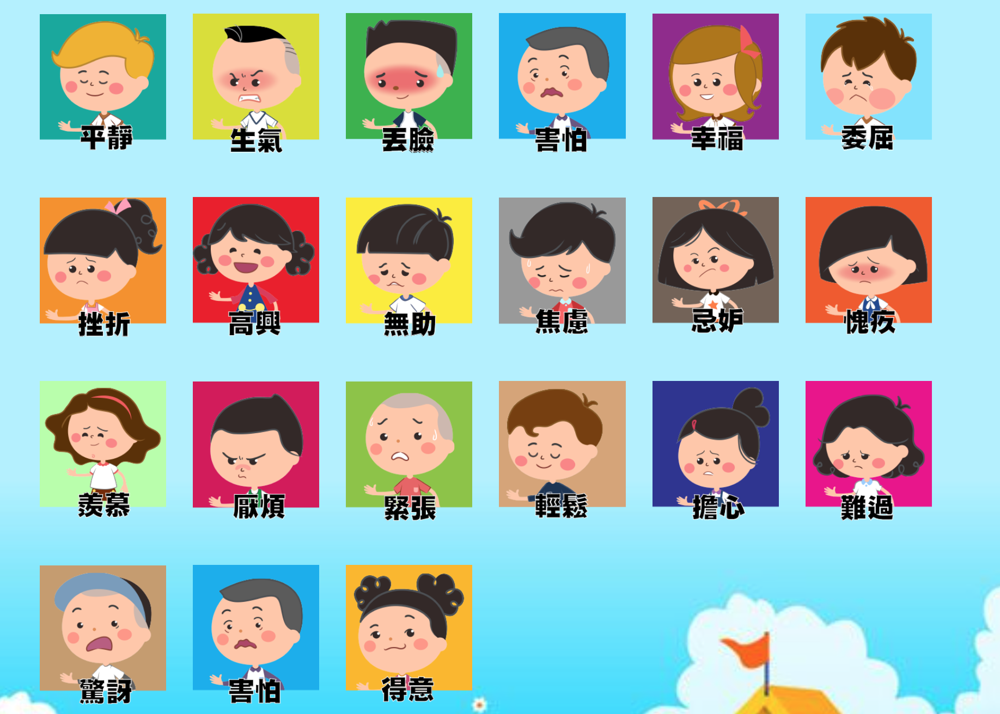 平靜
生氣
丟臉
害怕
幸福
委屈
挫折
高興
無助
焦慮
忌妒
愧疚
羨慕
厭煩
緊張
輕鬆
擔心
難過
驚訝
害怕
得意